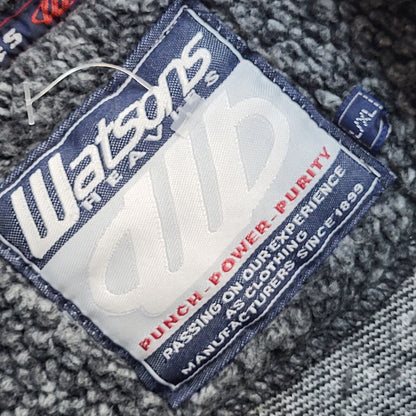 Watsons
HEAVIES
PUNCH-POWER-PURITY
PASSING ON OUR EXPERIENCE
AS CLOTHING
MANUFACTURERS SINCE 1899
L/XL